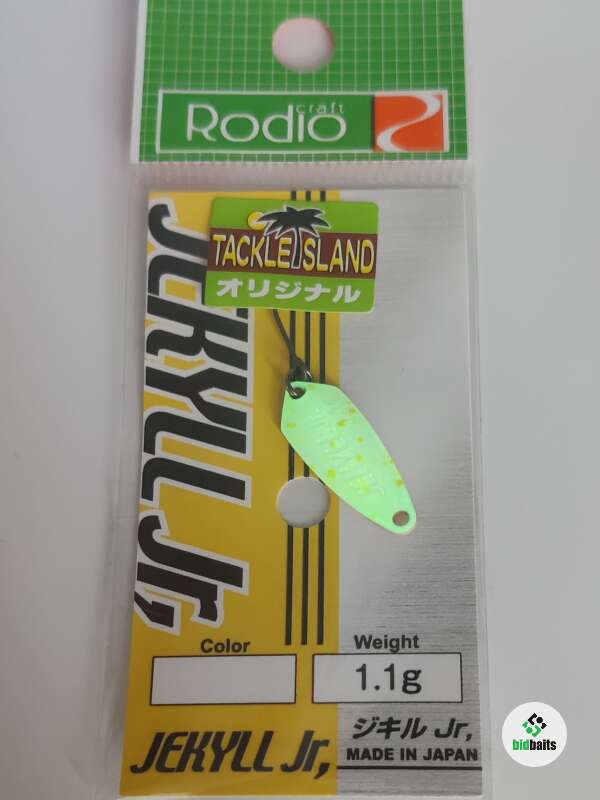 craft
Rodio
TACKLE ISLAND
オリジナル
JEKYLL Jr,
Color
Weight
1.1g
JEKYLL Jr,
ジキル Jr,
MADE IN JAPAN
bidbaits